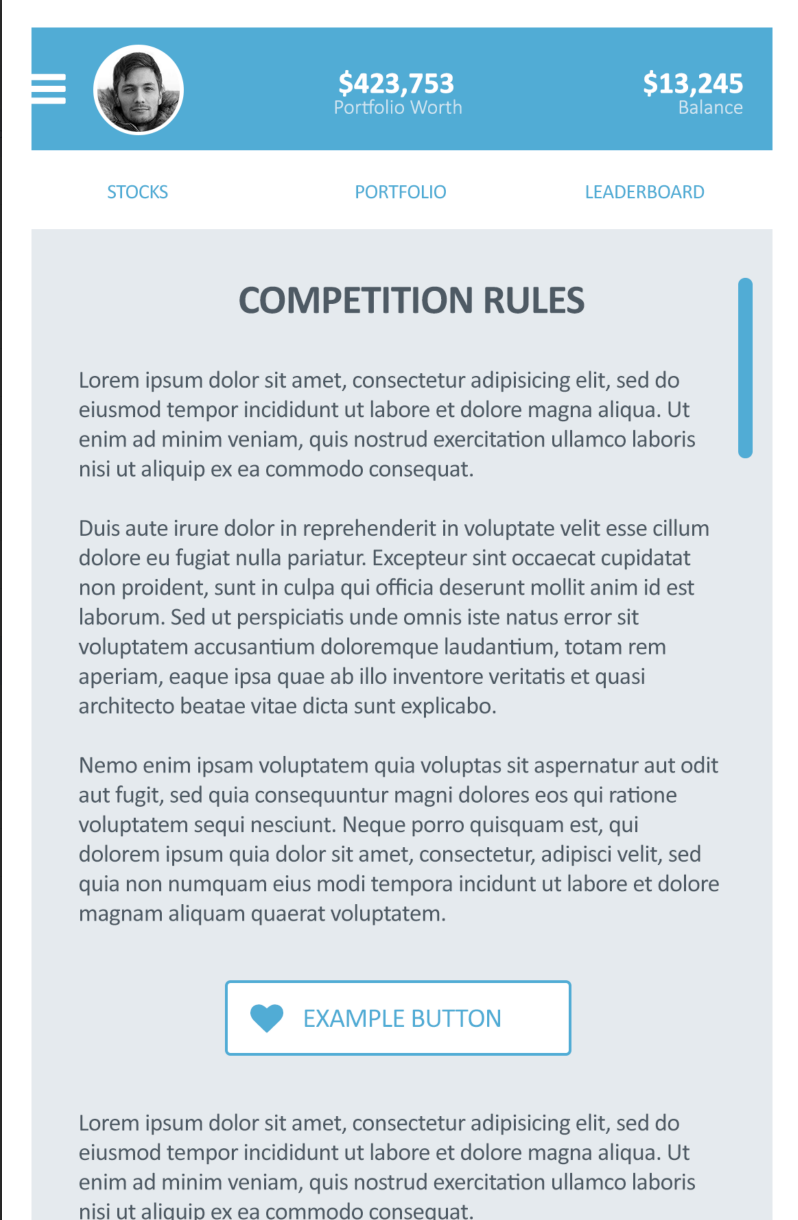 $423,753
Portfolio Worth
$13,245
Balance
STOCKS
PORTFOLIO
LEADERBOARD
COMPETITION RULES
Lorem ipsum dolor sit amet, consectetur adipisicing elit, sed do
eiusmod tempor incididunt ut labore et dolore magna aliqua. Ut
enim ad minim veniam, quis nostrud exercitation ullamco laboris
nisi ut aliquip ex ea commodo consequat.
Duis aute irure dolor in reprehenderit in voluptate velit esse cillum
dolore eu fugiat nulla pariatur. Excepteur sint occaecat cupidatat
non proident, sunt in culpa qui officia deserunt mollit anim id est
laborum. Sed ut perspiciatis unde omnis iste natus error sit
voluptatem accusantium doloremque laudantium, totam rem
aperiam, eaque ipsa quae ab illo inventore veritatis et quasi
architecto beatae vitae dicta sunt explicabo.
Nemo enim ipsam voluptatem quia voluptas sit aspernatur aut odit
aut fugit, sed quia consequuntur magni dolores eos qui ratione
voluptatem sequi nesciunt. Neque porro quisquam est, qui
dolorem ipsum quia dolor sit amet, consectetur, adipisci velit, sed
quia non numquam eius modi tempora incidunt ut labore et dolore
magnam aliquam quaerat voluptatem.
EXAMPLE BUTTON
Lorem ipsum dolor sit amet, consectetur adipisicing elit, sed do
eiusmod tempor incididunt ut labore et dolore magna aliqua. Ut
enim ad minim veniam, quis nostrud exercitation ullamco laboris
nisi ut aliquip ex ea commodo consequat.